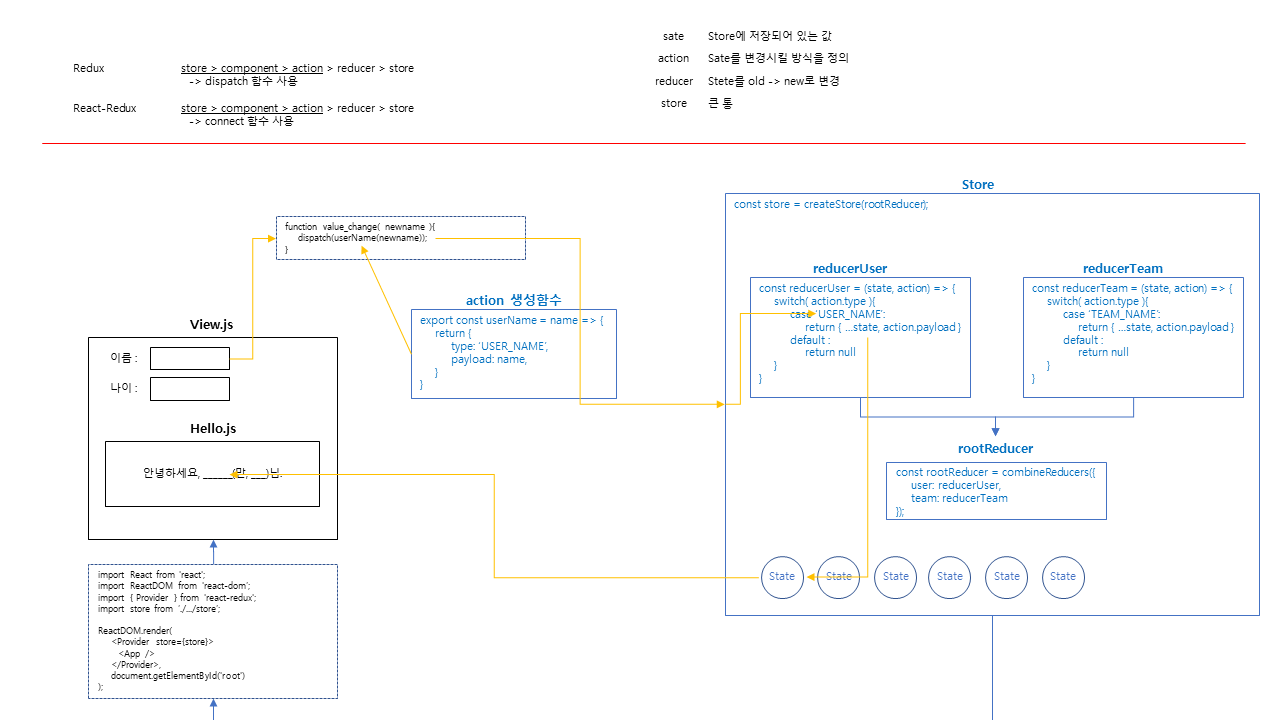 Redux store > component > action > reducer > store
-> dispatch 함수 사용
React-Redux store > component > action > reducer > store
-> connect 함수 사용
sate Store에 저장되어 있는 값
action Sate를 변경시킬 방식을 정의
reducer Stete를 old -> new로 변경
store 큰 통
Store
const store = createStore(rootReducer);
function value_change( newname ){
dispatch(userName(newname));
}
action 생성함수
export const userName = name => {
return {
type: 'USER_NAME',
payload: name,
}
}
View.js
이름 :
나이 :
Hello.js
안녕하세요, ______(만, ___)님.
import React from 'react';
import ReactDOM from 'react-dom';
import { Provider } from 'react-redux';
import store from './.../store';
ReactDOM.render(
<Provider store={store}>
<App />
</Provider>,
document.getElementById('root')
);
reducerUser
const reducerUser = (state, action) => {
switch( action.type ){
case 'USER_NAME':
return { ...state, action.payload }
default :
return null
}
}
reducerTeam
const reducerTeam = (state, action) => {
switch( action.type ){
case 'TEAM_NAME':
return { ...state, action.payload }
default :
return null
}
}
rootReducer
const rootReducer = combineReducers({
user: reducerUser,
team: reducerTeam
});
State State State State State State